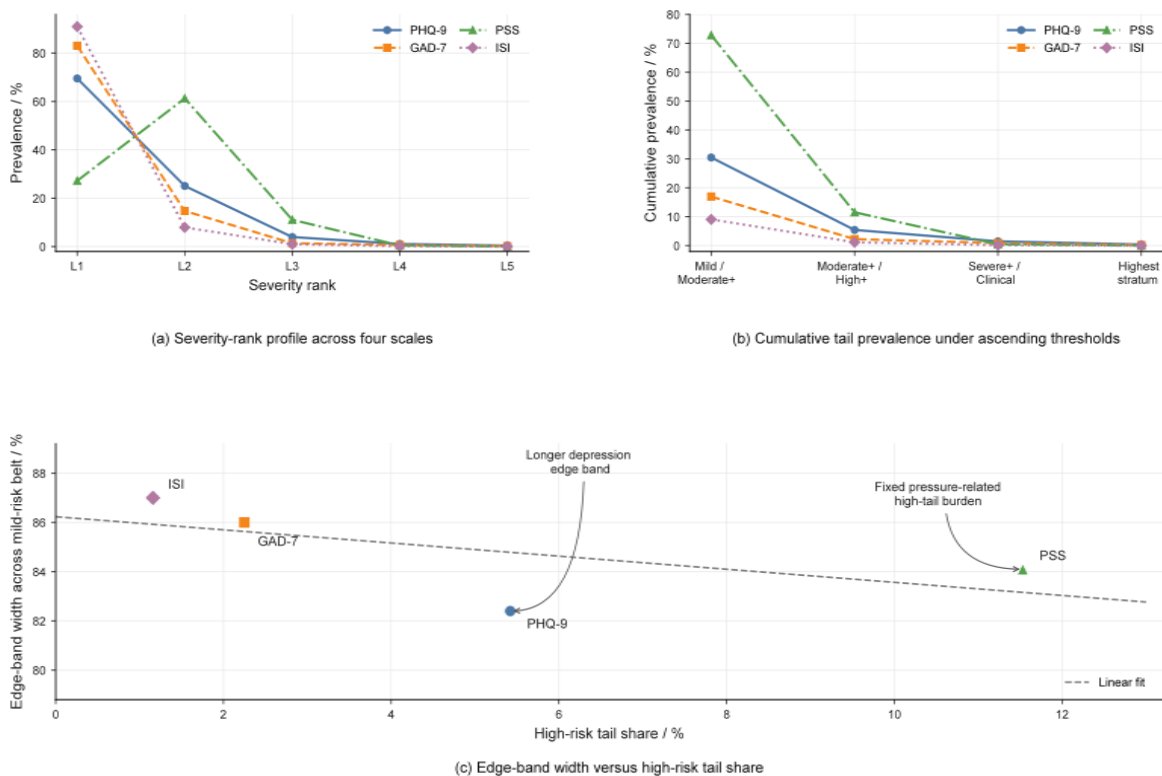 PHQ-9
GAD-7
PSS
ISI
Prevalence / %
80
60
40
20
0
L1 L2 L3 L4 L5
Severity rank
(a) Severity-rank profile across four scales
PHQ-9
GAD-7
PSS
ISI
Cumulative prevalence / %
80
70
60
50
40
30
20
10
0
Mild /
Moderate+
Moderate+ /
High+
Severe+ /
Clinical
Highest
stratum
(b) Cumulative tail prevalence under ascending thresholds
Edge-band width across mild-risk belt / %
88
86
84
82
80
ISI
GAD-7
Longer depression
edge band
PHQ-9
Fixed pressure-related
high-tail burden
PSS
Linear fit
0 2 4 6 8 10 12
High-risk tail share / %
(c) Edge-band width versus high-risk tail share